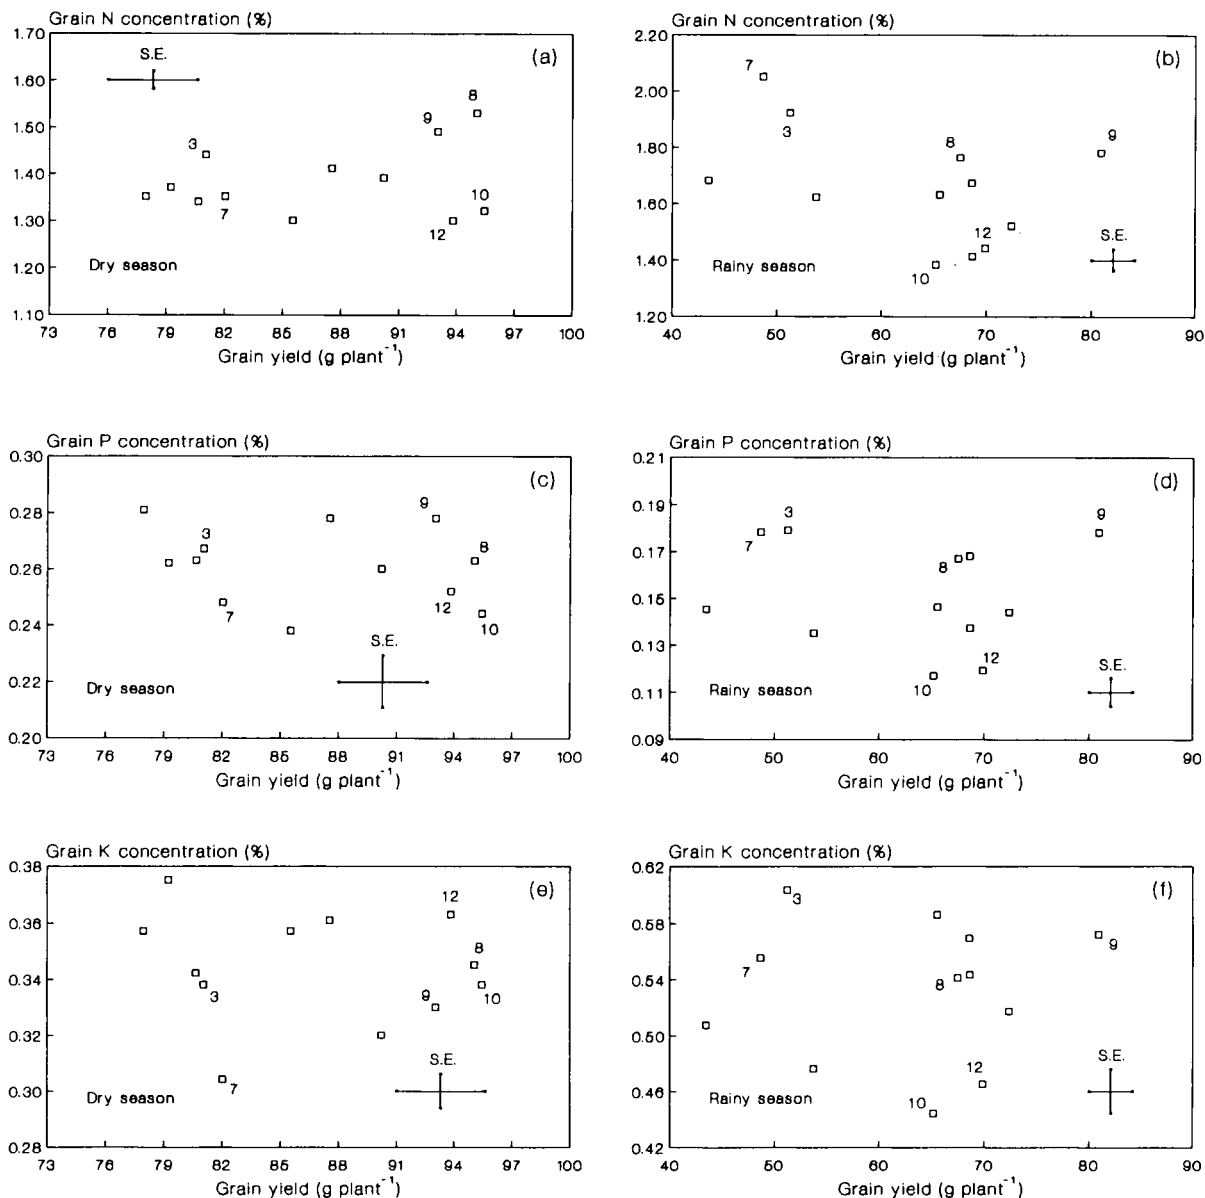 Grain N concentration (%)
1.70
1.60
1.50
1.40
1.30
1.20
1.10
S.E.
(a)
8
9
3
7
10
12
Dry season
73 76 79 82 85 88 91 94 97 100
Grain yield (g plant⁻¹)
Grain N concentration (%)
2.20
2.00
1.80
1.60
1.40
1.20
(b)
7
3
8
9
12
10
S.E.
Rainy season
40 50 60 70 80 90
Grain yield (g plant⁻¹)
Grain P concentration (%)
0.30
0.28
0.26
0.24
0.22
0.20
(c)
9
3
8
7
12
10
S.E.
Dry season
73 76 79 82 85 88 91 94 97 100
Grain yield (g plant⁻¹)
Grain P concentration (%)
0.21
0.19
0.17
0.15
0.13
0.11
0.09
(d)
3
7
9
8
12
10
S.E.
Rainy season
40 50 60 70 80 90
Grain yield (g plant⁻¹)
Grain K concentration (%)
0.38
0.36
0.34
0.32
0.30
0.28
(e)
12
8
3
9
10
7
S.E.
Dry season
73 76 79 82 85 88 91 94 97 100
Grain yield (g plant⁻¹)
Grain K concentration (%)
0.62
0.58
0.54
0.50
0.46
0.42
(f)
3
7
9
8
12
10
S.E.
Rainy season
40 50 60 70 80 90
Grain yield (g plant⁻¹)